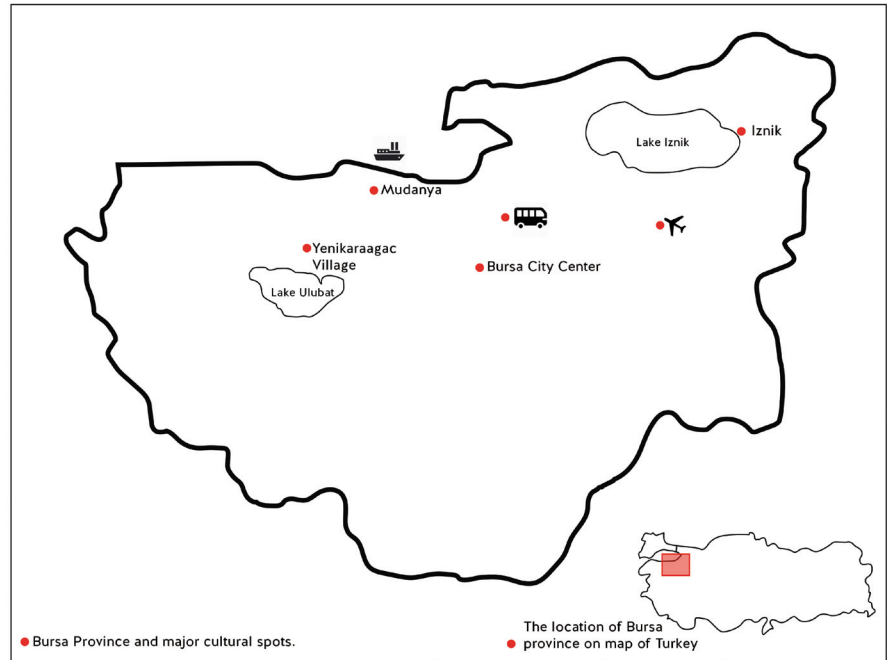 Lake Iznik
Iznik
Mudanya
Yenikaraagac
Village
Lake Ulubat
Bursa City Center
Bursa Province and major cultural spots.
The location of Bursa
province on map of Turkey